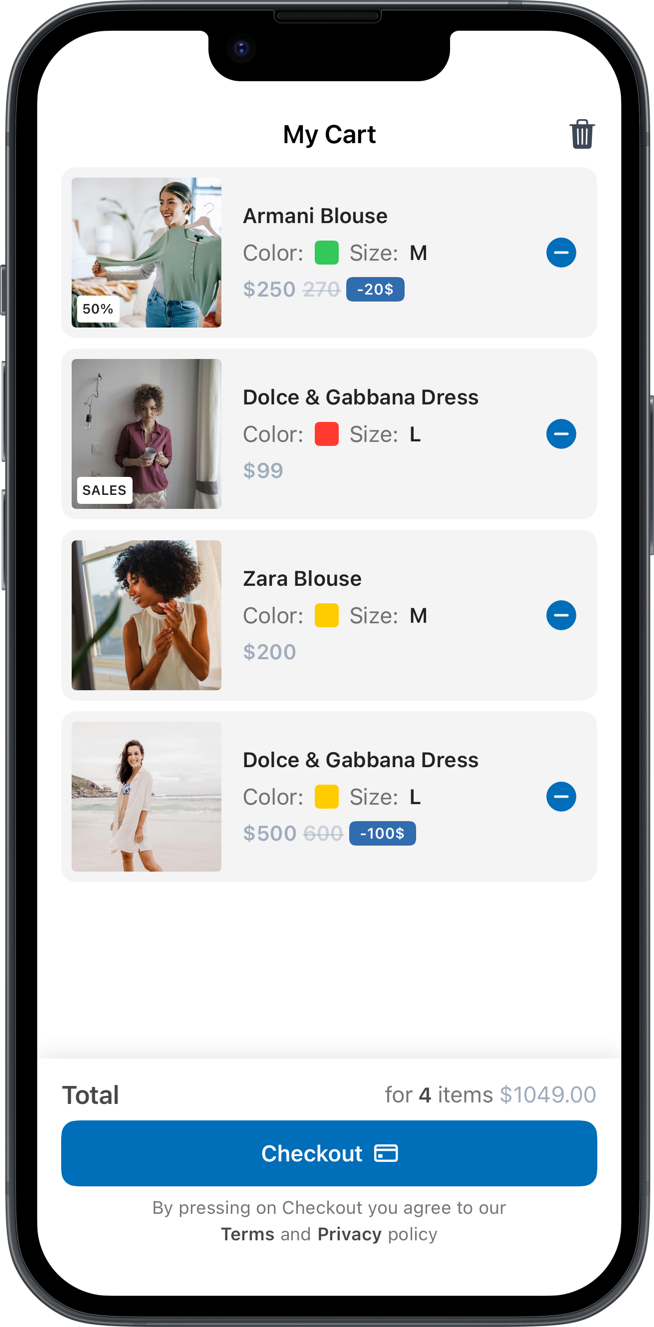 My Cart
Armani Blouse
Color: Size: M
$250 270 -20$
50%
Dolce & Gabbana Dress
Color: Size: L
$99
SALES
Zara Blouse
Color: Size: M
$200
Dolce & Gabbana Dress
Color: Size: L
$500 600 -100$
Total for 4 items $1049.00
Checkout
By pressing on Checkout you agree to our
Terms and Privacy policy